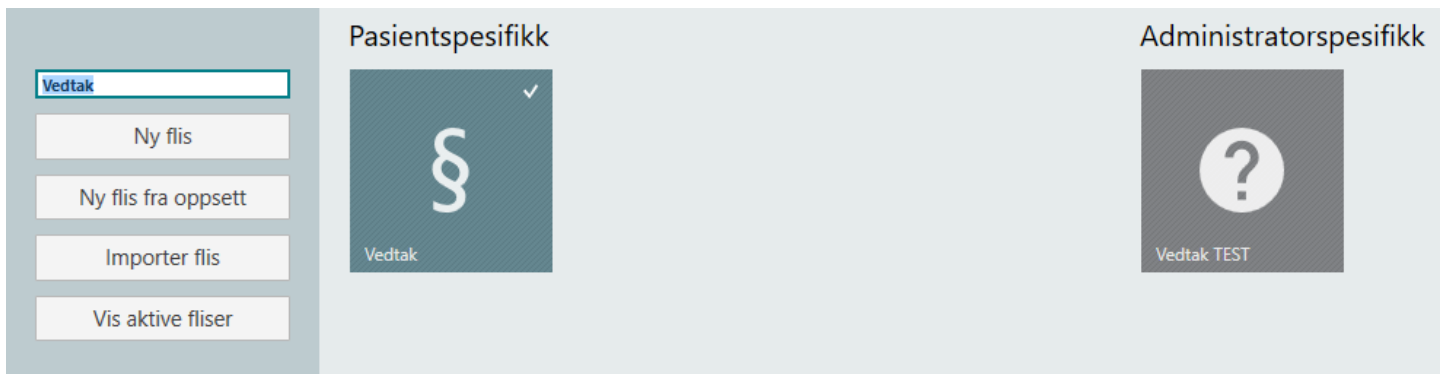 Vedtak
Ny flis
Ny flis fra oppsett
Importer flis
Vis aktive fliser
Pasientspesifikk
§
Vedtak
Administratorspesifikk
?
Vedtak TEST